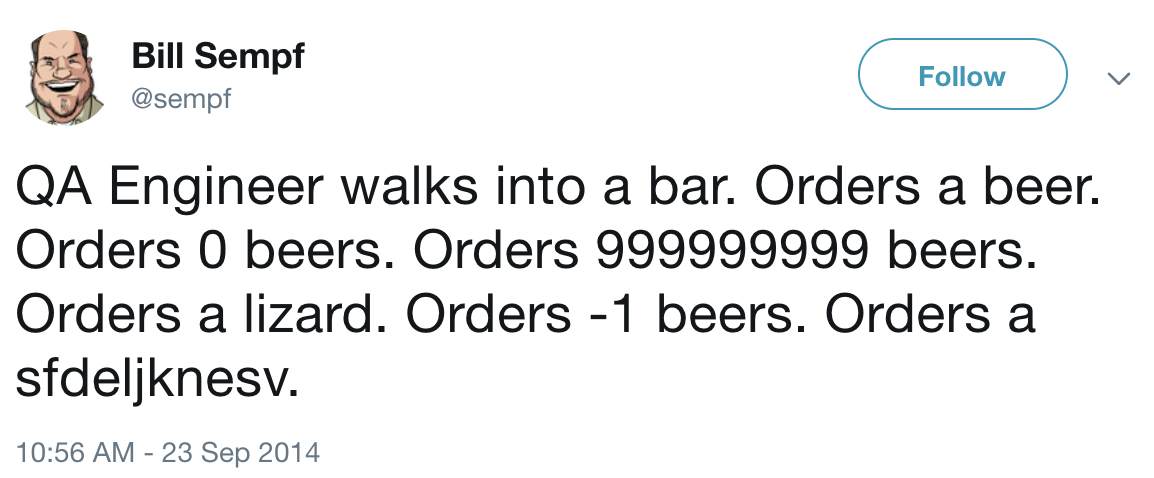 Bill Sempf
@sempf
Follow
QA Engineer walks into a bar. Orders a beer.
Orders 0 beers. Orders 999999999 beers.
Orders a lizard. Orders -1 beers. Orders a
sfdeljknesv.
10:56 AM - 23 Sep 2014